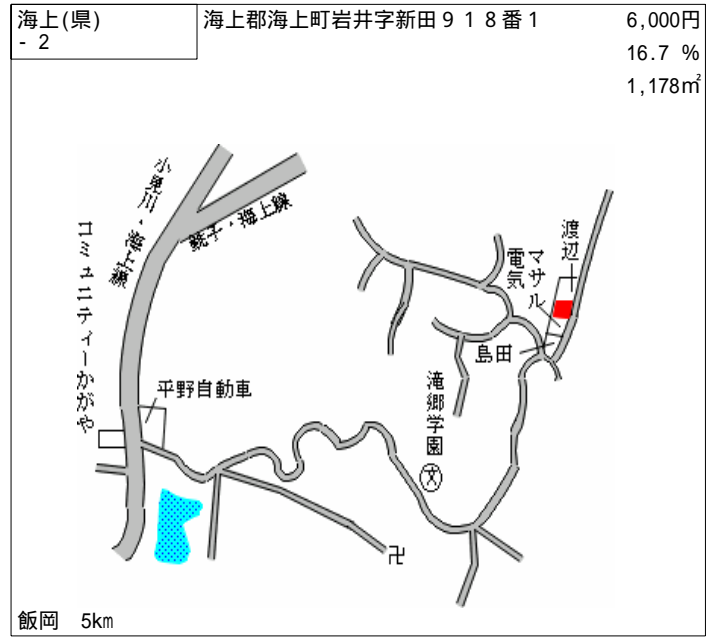 海上(県)
- 2
海上郡海上町岩井字新田９１８番１
6,000円
16.7 %
1,178㎡
小見川・海上線
銚子・海上線
コミュニティーかがや
平野自動車
渡辺
マサル
電気
島田
滝郷学園
文
卍
飯岡 5km